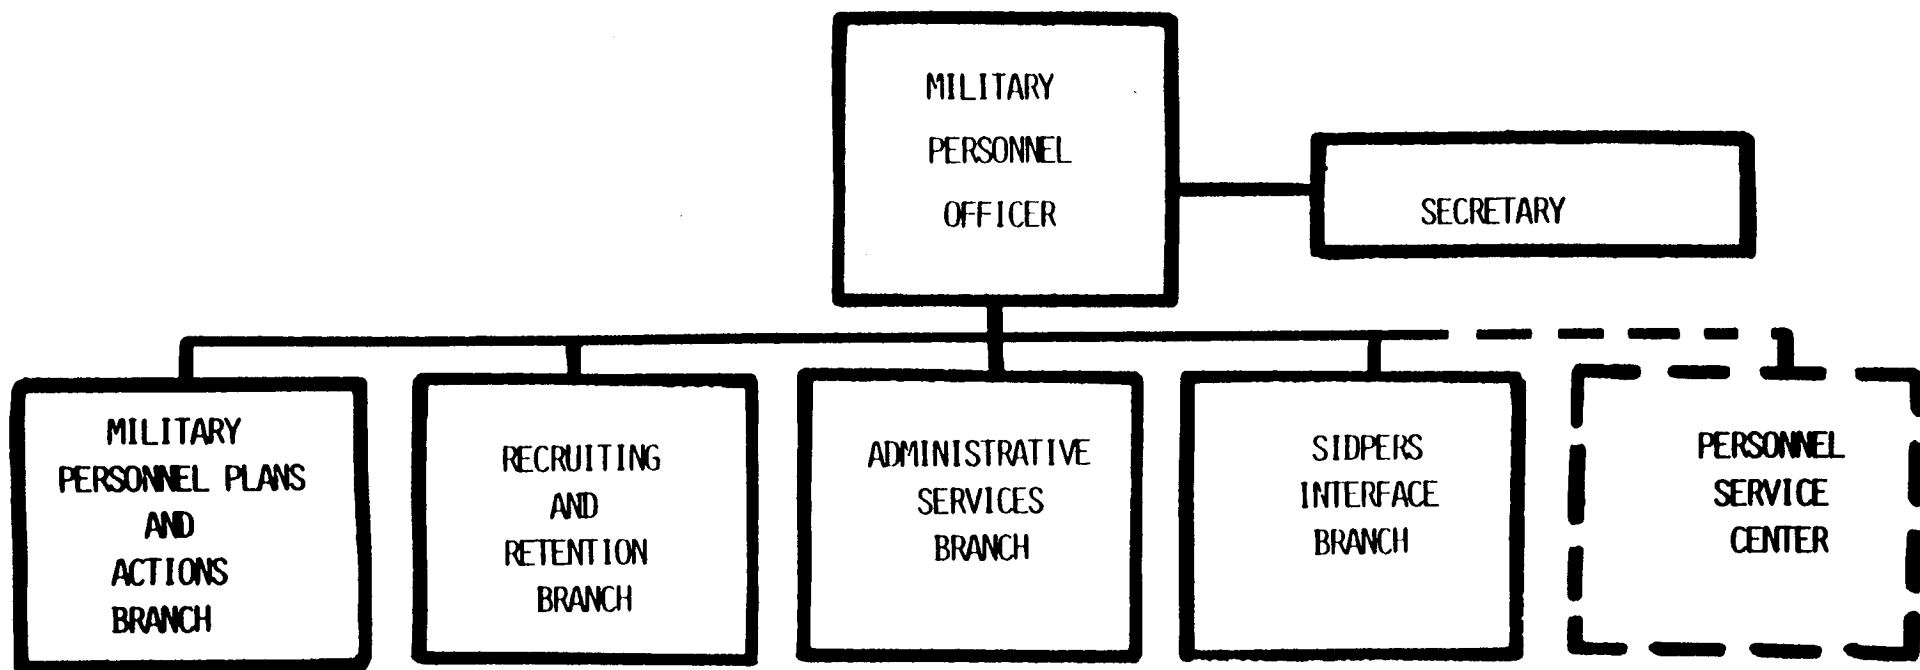 MILITARY
PERSONNEL
OFFICER
SECRETARY
MILITARY
PERSONNEL PLANS
AND
ACTIONS
BRANCH
RECRUITING
AND
RETENTION
BRANCH
ADMINISTRATIVE
SERVICES
BRANCH
SIDPERS
INTERFACE
BRANCH
PERSONNEL
SERVICE
CENTER